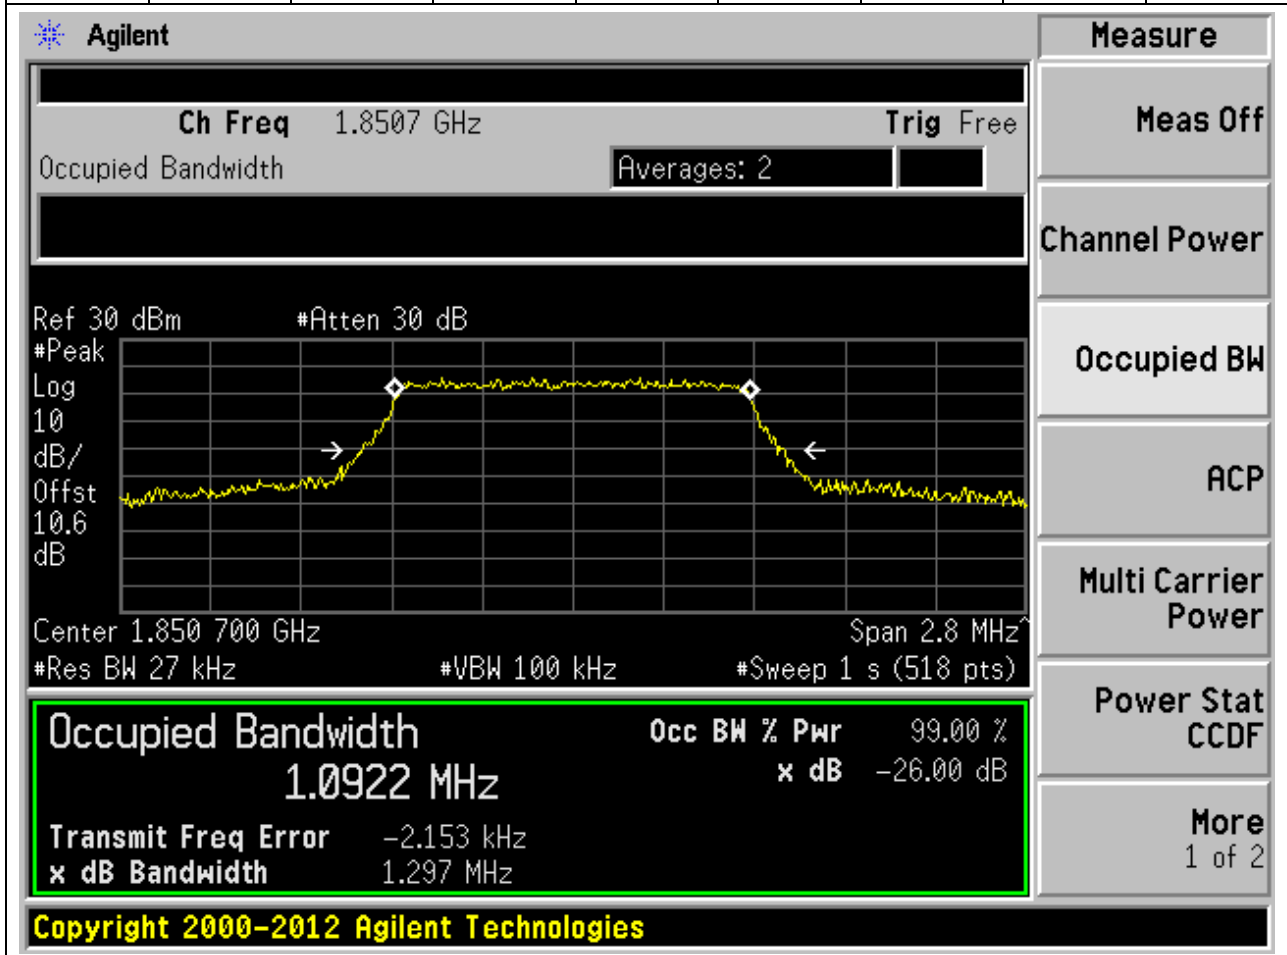 Agilent
Measure
Ch Freq 1.8507 GHz Trig Free
Occupied Bandwidth Averages: 2
Meas Off
Channel Power
Occupied BW
ACP
Multi Carrier
Power
Power Stat
CCDF
More
1 of 2
Ref 30 dBm #Atten 30 dB
#Peak
Log
10
dB/
Offst
10.6
dB
Center 1.850 700 GHz Span 2.8 MHz^
#Res BW 27 kHz #VBW 100 kHz #Sweep 1 s (518 pts)
Occupied Bandwidth Occ BW % Pwr 99.00 %
1.0922 MHz x dB -26.00 dB
Transmit Freq Error -2.153 kHz
x dB Bandwidth 1.297 MHz
Copyright 2000-2012 Agilent Technologies